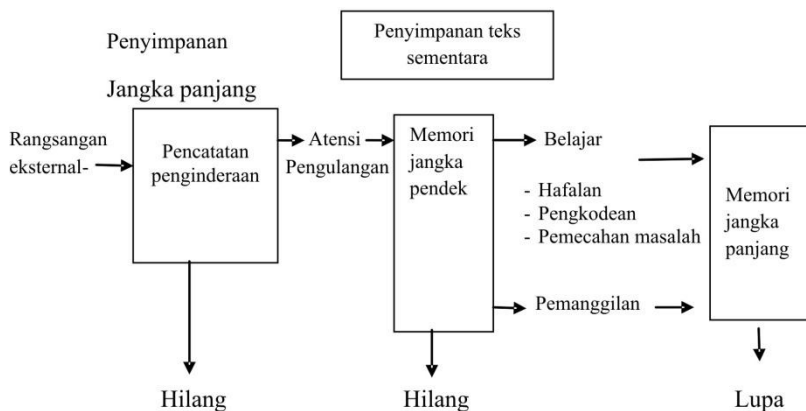 Penyimpanan
Jangka panjang
Penyimpanan teks
sementara
Rangsangan
eksternal-
Pencatatan
penginderaan
Atensi
Pengulangan
Memori
jangka
pendek
Belajar
- Hafalan
- Pengkodean
- Pemecahan masalah
Pemanggilan
Memori
jangka
panjang
Hilang
Hilang
Lupa